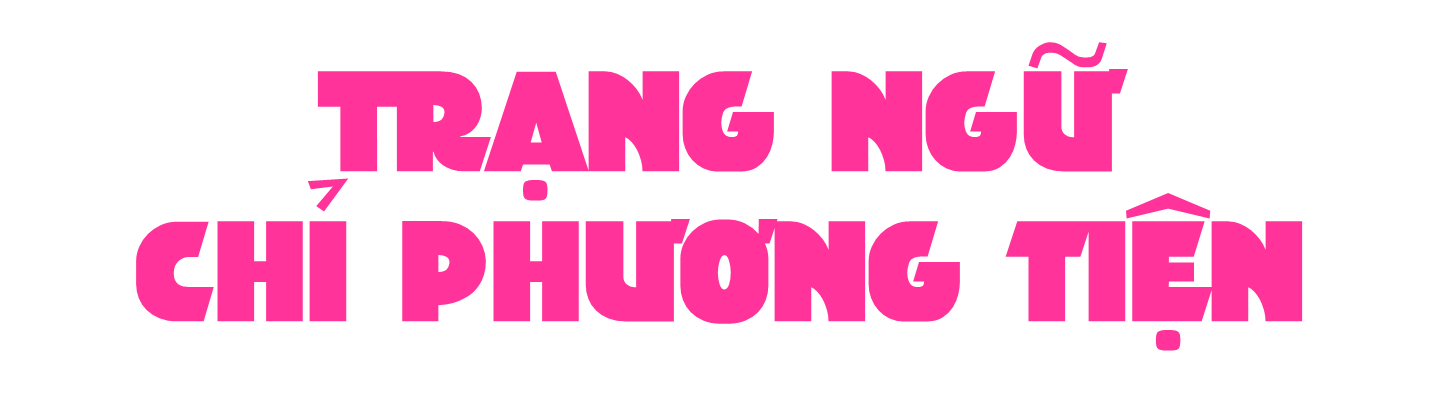 TRẠNG NGỮ
CHỈ PHƯƠNG TIỆN